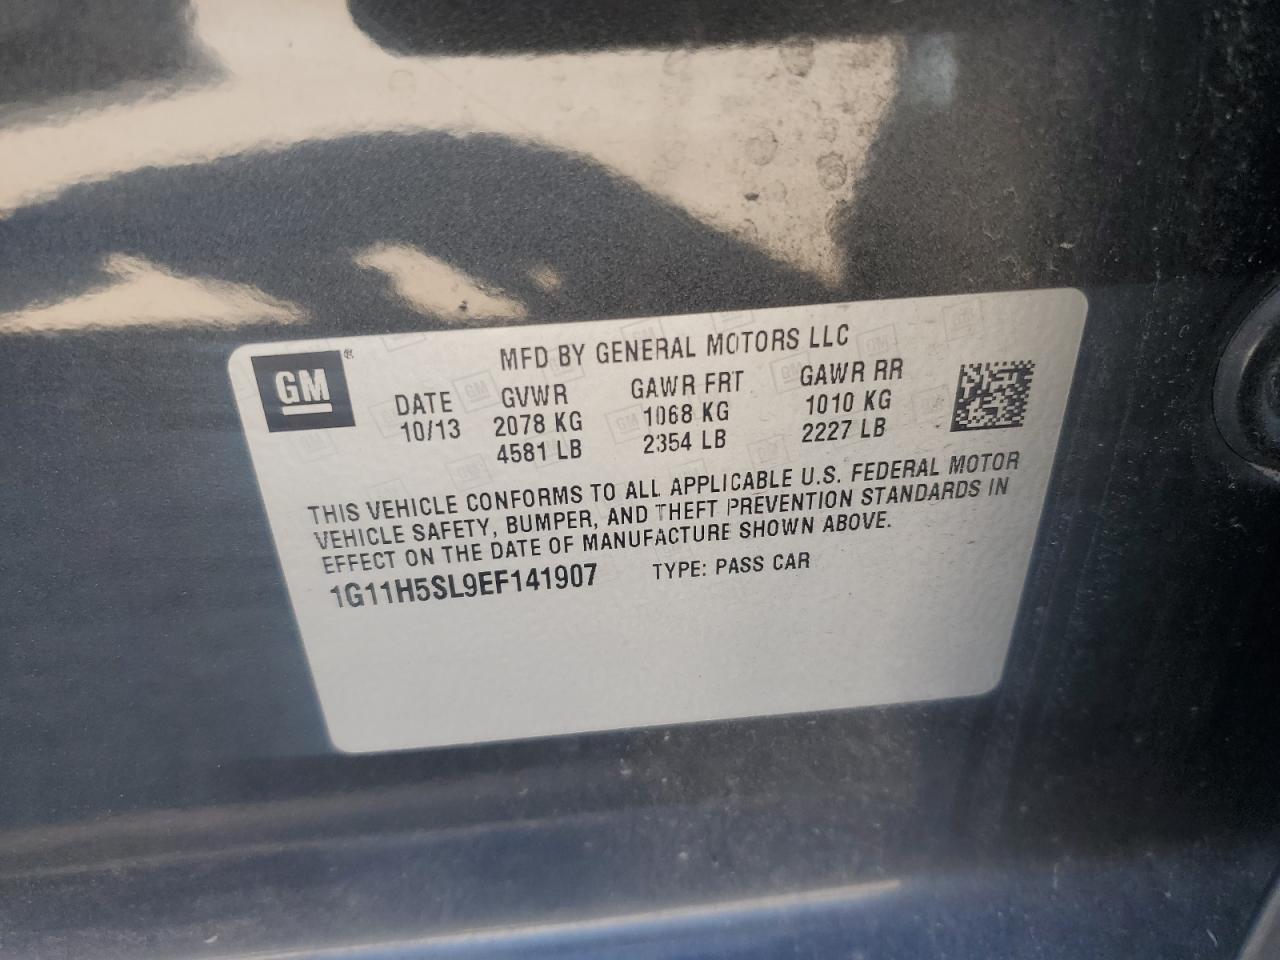 GM®
MFD BY GENERAL MOTORS LLC
DATE GVWR GAWR FRT GAWR RR
10/13 2078 KG 1068 KG 1010 KG
4581 LB 2354 LB 2227 LB
THIS VEHICLE CONFORMS TO ALL APPLICABLE U.S. FEDERAL MOTOR
VEHICLE SAFETY, BUMPER, AND THEFT PREVENTION STANDARDS IN
EFFECT ON THE DATE OF MANUFACTURE SHOWN ABOVE.
1G11H5SL9EF141907 TYPE: PASS CAR